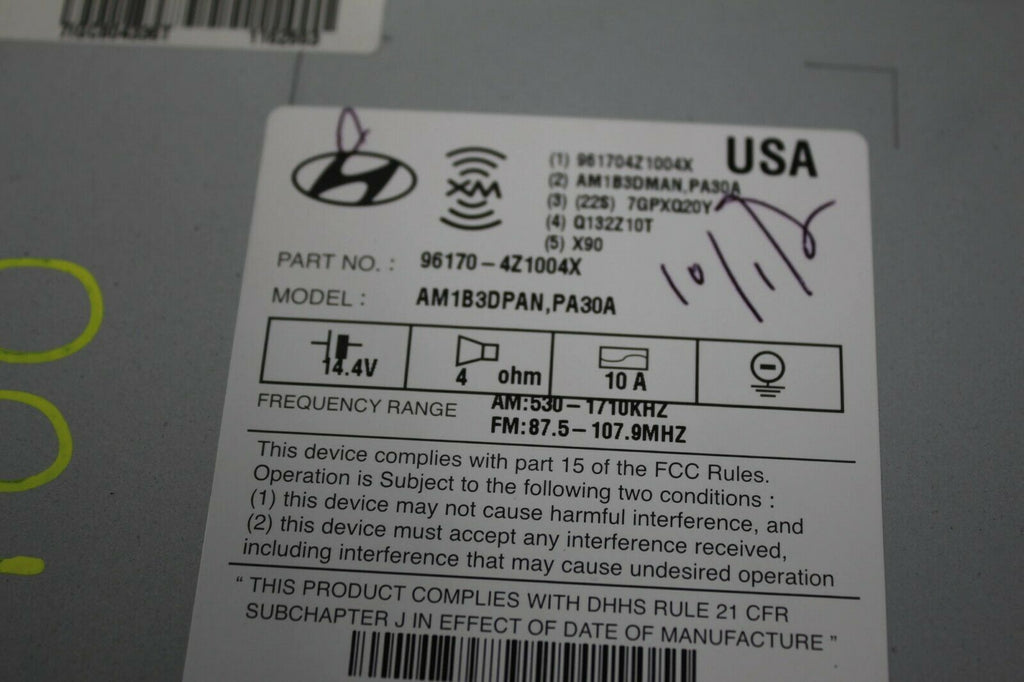 USA
XM
(1) 961704Z1004X
(2) AM1B3DMAN,PA30A
(3) (22$) 7GPXQ20Y
(4) Q132Z10T
(5) X90
10/1/
PART NO. : 96170-4Z1004X
MODEL : AM1B3DPAN,PA30A
14.4V 4 ohm 10 A
FREQUENCY RANGE AM:530-1710KHZ
FM:87.5-107.9MHZ
This device complies with part 15 of the FCC Rules.
Operation is Subject to the following two conditions :
(1) this device may not cause harmful interference, and
(2) this device must accept any interference received,
including interference that may cause undesired operation
“ THIS PRODUCT COMPLIES WITH DHHS RULE 21 CFR
SUBCHAPTER J IN EFFECT OF DATE OF MANUFACTURE ”